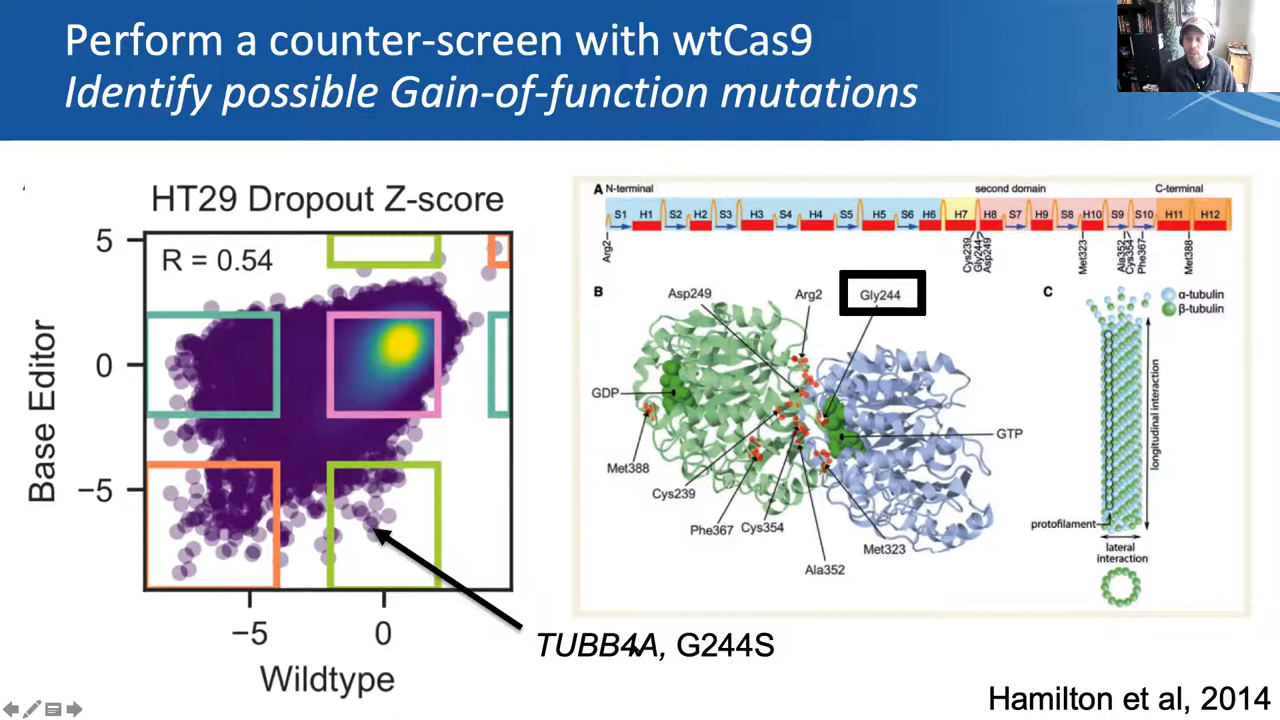 Perform a counter-screen with wtCas9
Identify possible Gain-of-function mutations
HT29 Dropout Z-score
R = 0.54
5
0
−5
Base Editor
−5
0
Wildtype
TUBB4A, G244S
A
N-terminal
second domain
C-terminal
S1
H1
S2
H2
S3
H3
S4
H4
S5
H5
S6
H6
H7
H8
S7
H9
S8
H10
S9
S10
H11
H12
Arg2
Cys239
Gly244
Asp249
Met323
Ala352
Cys354
Phe367
Met388
B
Asp249
Arg2
Gly244
GDP
GTP
Met388
Cys239
Phe367
Cys354
Ala352
Met323
C
α-tubulin
β-tubulin
longitudinal interaction
protofilament
lateral
interaction
Hamilton et al, 2014